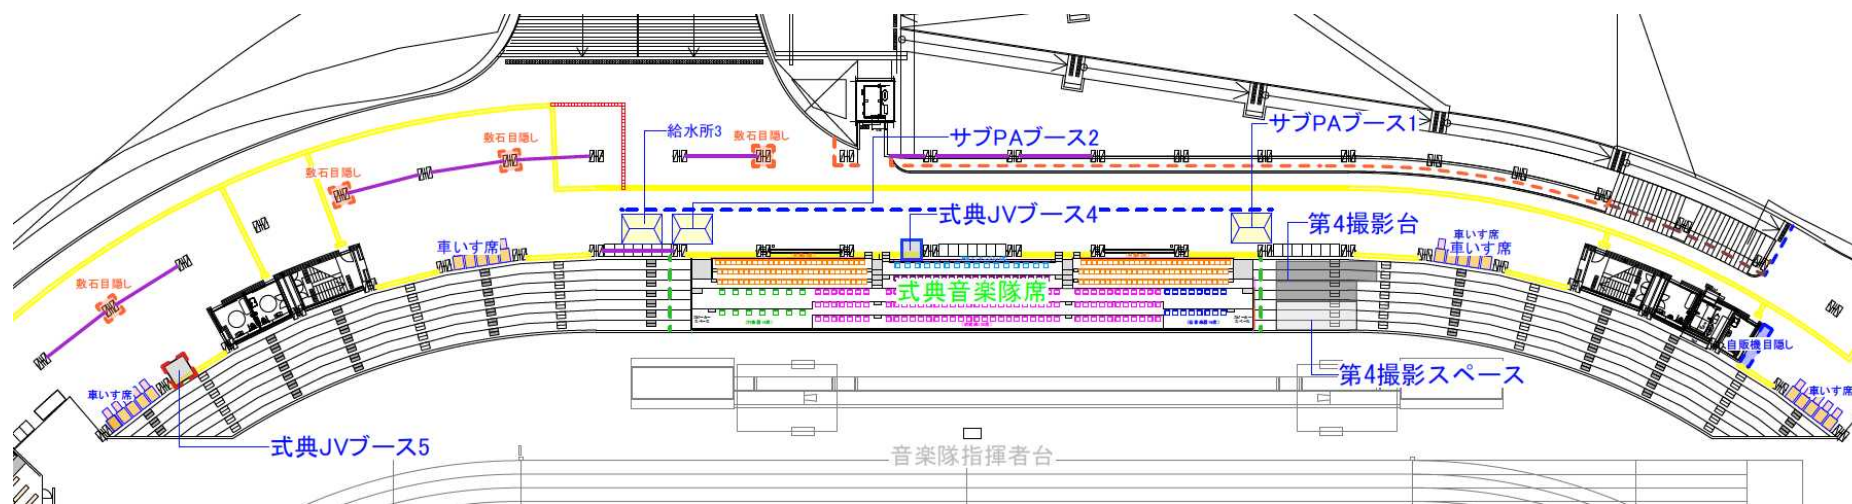 サブPAブース1
給水所3
敷石目隠し
敷石目隠し
サブPAブース2
敷石目隠し
式典JVブース4
第4撮影台
車いす席
車いす席
車いす席
敷石目隠し
式典音楽隊席
自販機目隠し
第4撮影スペース
車いす席
車いす席
式典JVブース5
音楽隊指揮者台